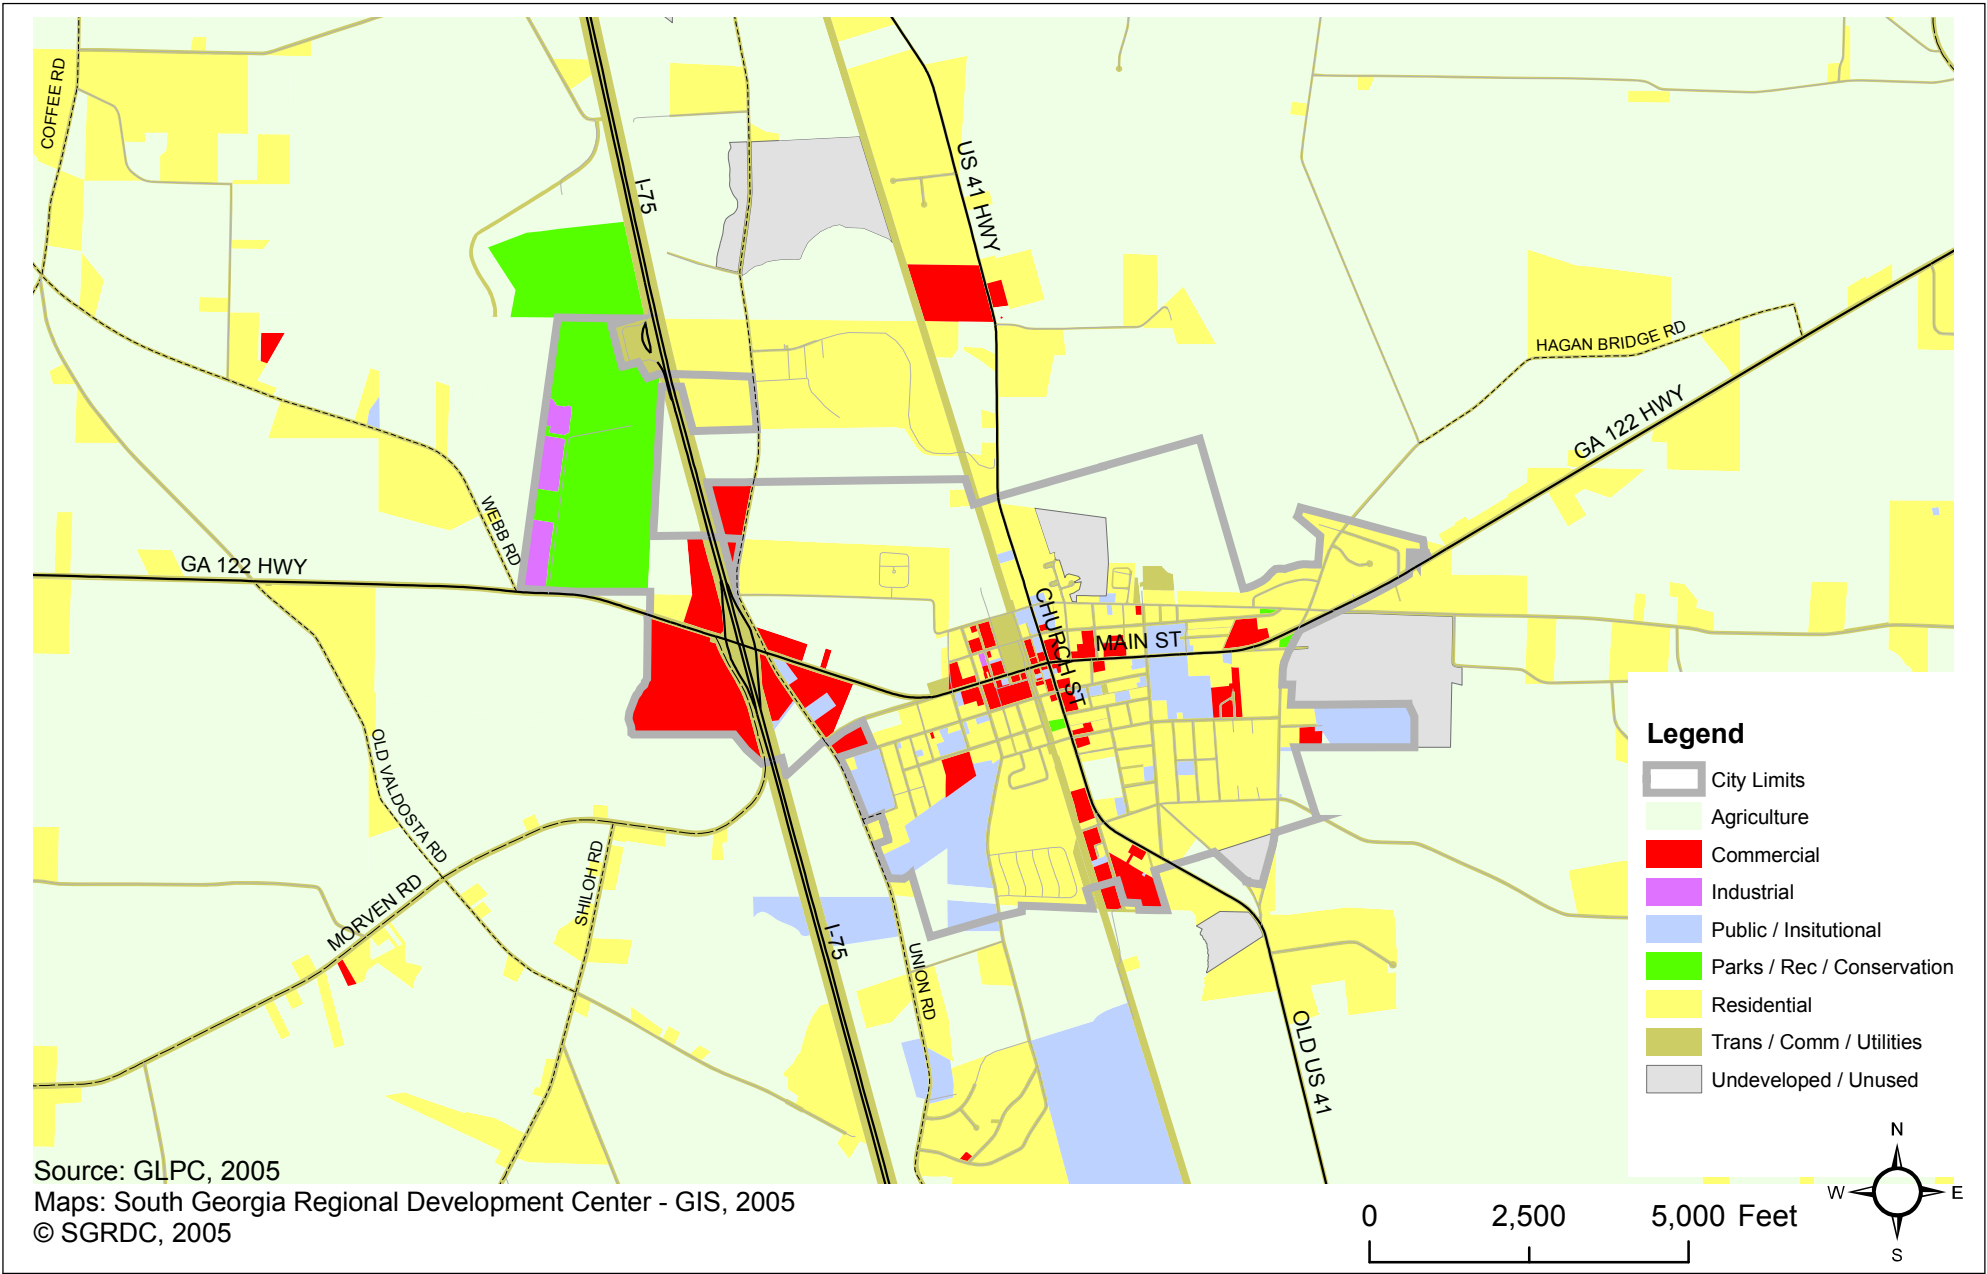 COFFEE RD
I-75
US 41 HWY
HAGAN BRIDGE RD
GA 122 HWY
WEBB RD
GA 122 HWY
CHURCH ST
MAIN ST
OLD VALDOSTA RD
SHILOH RD
MORVEN RD
I-75
UNION RD
OLD US 41
Legend
City Limits
Agriculture
Commercial
Industrial
Public / Insitutional
Parks / Rec / Conservation
Residential
Trans / Comm / Utilities
Undeveloped / Unused
N
W E
S
Source: GLPC, 2005
Maps: South Georgia Regional Development Center - GIS, 2005
© SGRDC, 2005
0 2,500 5,000 Feet